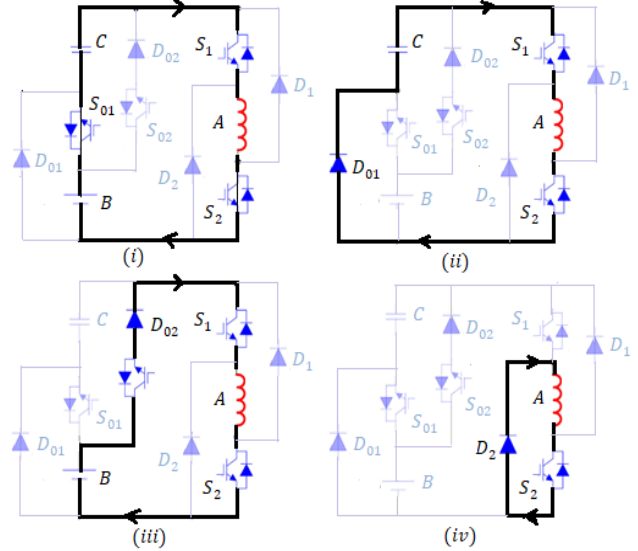 C
D02
S1
S01
S02
A
D1
D01
D2
B
S2
(i)
C
D02
S1
S01
S02
A
D1
D01
D2
B
S2
(ii)
C
D02
S1
D1
S01
A
D01
D2
B
S2
(iii)
C
D02
S1
D1
S01
S02
A
D01
D2
B
S2
(iv)